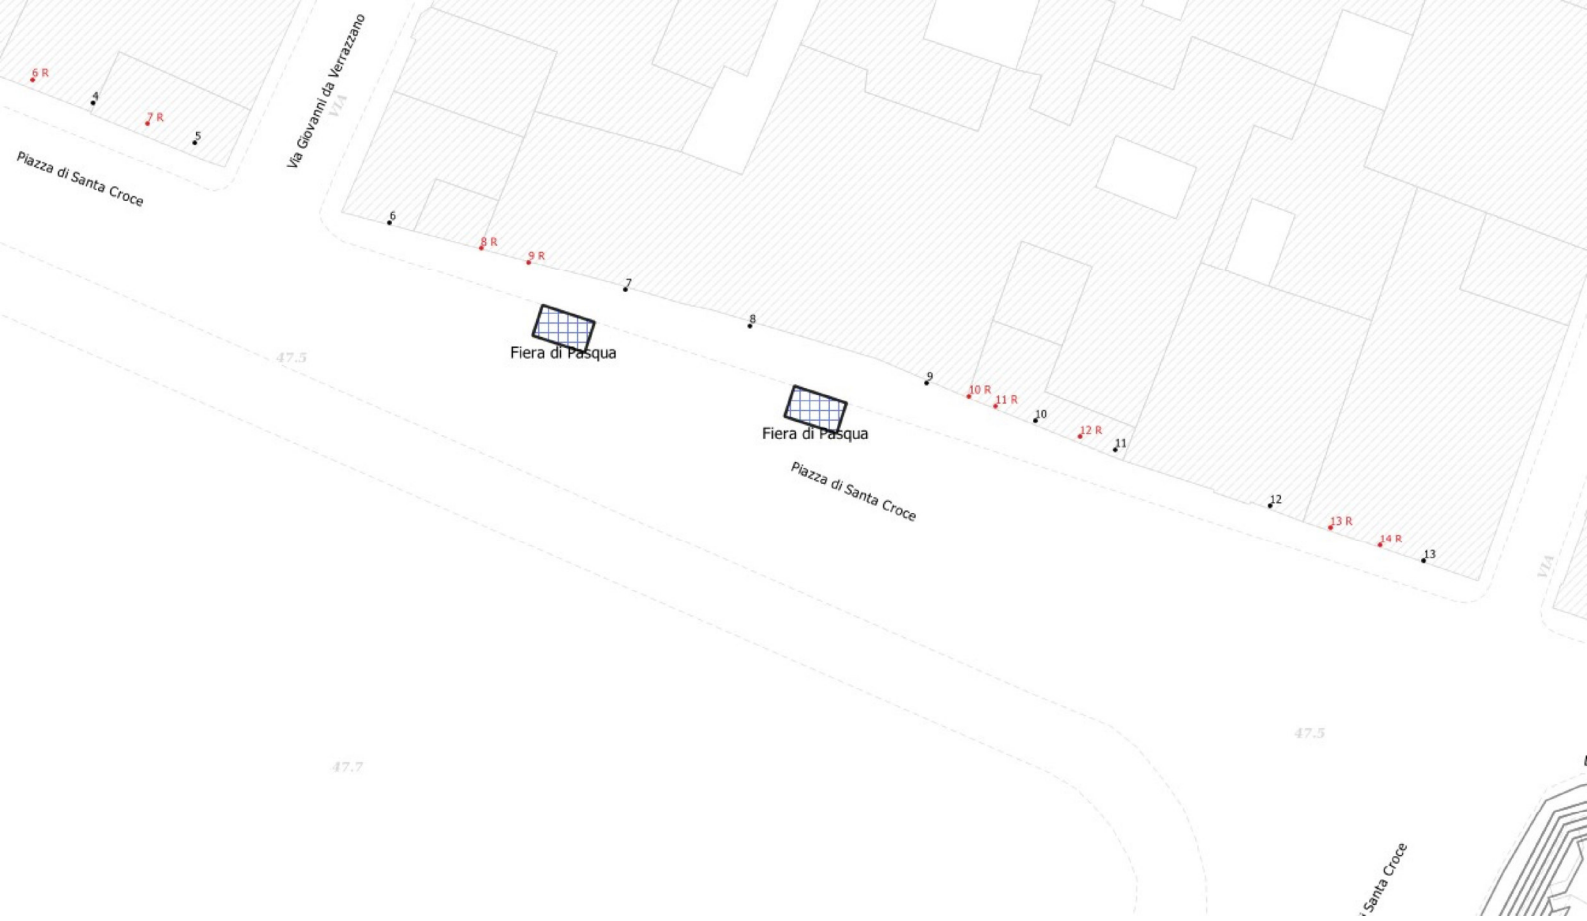 Via Giovanni da Verrazzano
VIA
6 R
4
7 R
5
Piazza di Santa Croce
6
8 R
9 R
7
8
Fiera di Pasqua
47.5
9
10 R
11 R
10
12 R
11
Fiera di Pasqua
Piazza di Santa Croce
12
13 R
14 R
13
VIA
47.5
47.7
Santa Croce